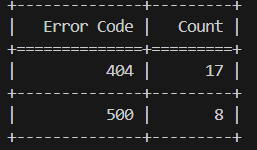 +--------------+---------+
|   Error Code |   Count |
+==============+=========+
|          404 |      17 |
+--------------+---------+
|          500 |       8 |
+--------------+---------+